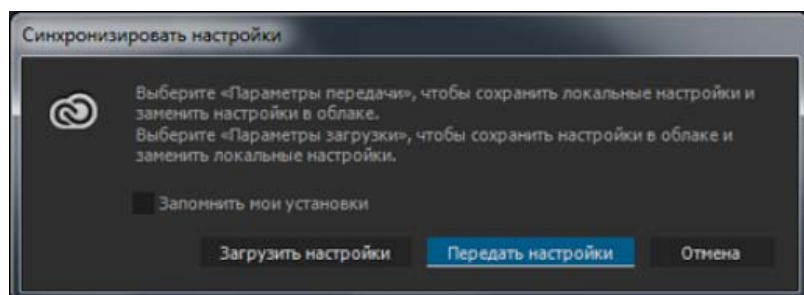 Синхронизировать настройки
Выберите «Параметры передачи», чтобы сохранить локальные настройки и
заменить настройки в облаке.
Выберите «Параметры загрузки», чтобы сохранить настройки в облаке и
заменить локальные настройки.
Запомнить мои установки
Загрузить настройки Передать настройки Отмена